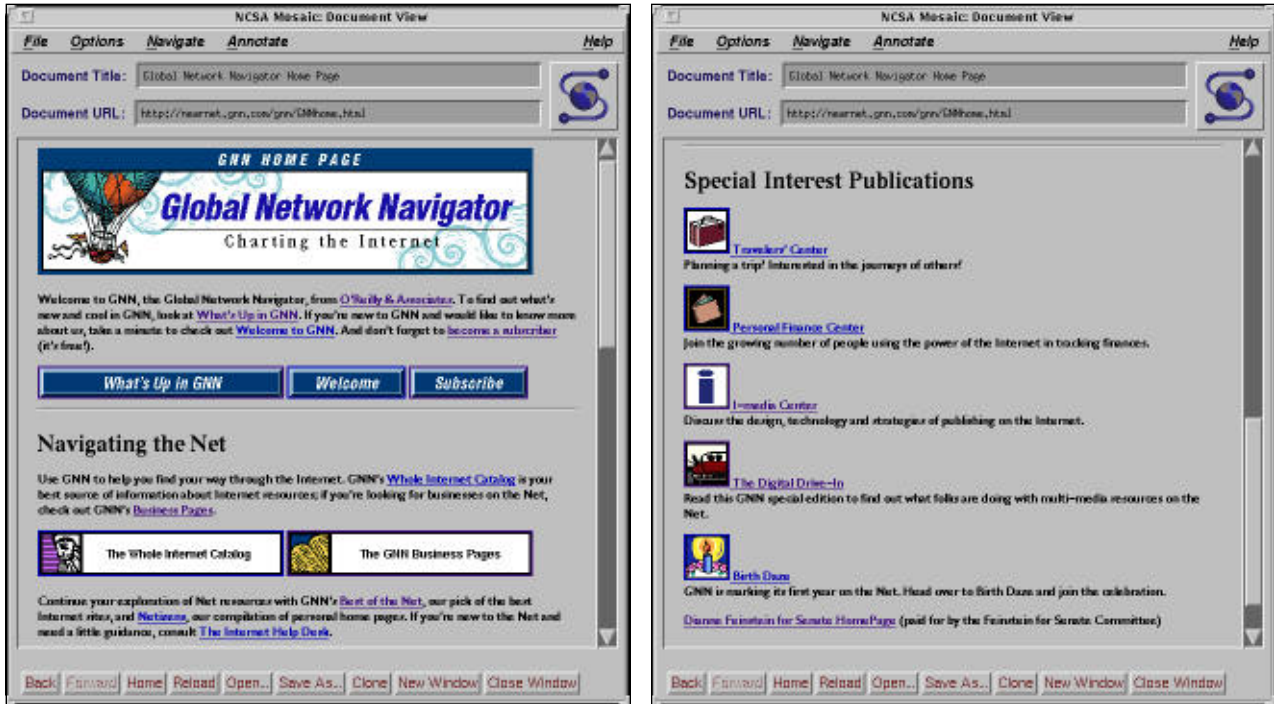 NCSA Mosaic: Document View
File Options Navigate Annotate Help
Document Title: Global Network Navigator Home Page
Document URL: http://nearnet.gnn.com/gnn/GNNhome.html
GNN HOME PAGE
Global Network Navigator
Charting the Internet
Welcome to GNN, the Global Network Navigator, from O'Reilly & Associates. To find out what's
new and cool in GNN, look at What's Up in GNN. If you're new to GNN and would like to know more
about us, take a minute to check out Welcome to GNN. And don't forget to become a subscriber
(it's free!).
What's Up in GNN Welcome Subscribe
Navigating the Net
Use GNN to help you find your way through the Internet. GNN's Whole Internet Catalog is your
best source of information about Internet resources; if you're looking for businesses on the Net,
check out GNN's Business Pages.
The Whole Internet Catalog The GNN Business Pages
Continue your exploration of Net resources with GNN's Best of the Net, our pick of the best
Internet sites, and Netizens, our compilation of personal home pages. If you're new to the Net and
need a little guidance, consult The Internet Help Desk.
Back Forward Home Reload Open... Save As... Clone New Window Close Window
NCSA Mosaic: Document View
File Options Navigate Annotate Help
Document Title: Global Network Navigator Home Page
Document URL: http://nearnet.gnn.com/gnn/GNNhome.html
Special Interest Publications
Travelers' Center
Planning a trip? Interested in the journeys of others?
Personal Finance Center
Join the growing number of people using the power of the Internet in tracking finances.
I-media Center
Discuss the design, technology and strategies of publishing on the Internet.
The Digital Drive-In
Read this GNN special edition to find out what folks are doing with multi-media resources on the
Net.
Birth Daze
GNN is marking its first year on the Net. Head over to Birth Daze and join the celebration.
Dianne Feinstein for Senate HomePage (paid for by the Feinstein for Senate Committee)
Back Forward Home Reload Open... Save As... Clone New Window Close Window